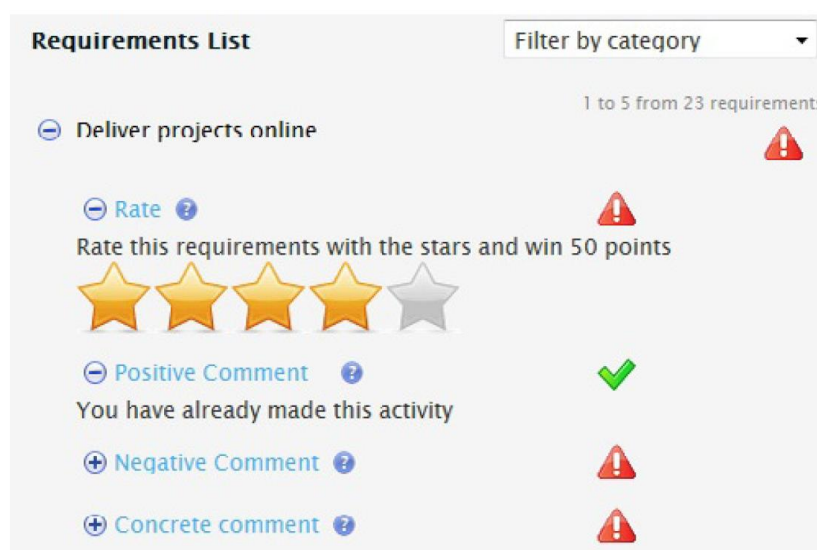 Requirements List
Filter by category
1 to 5 from 23 requirement
Deliver projects online
Rate
Rate this requirements with the stars and win 50 points
Positive Comment
You have already made this activity
Negative Comment
Concrete comment